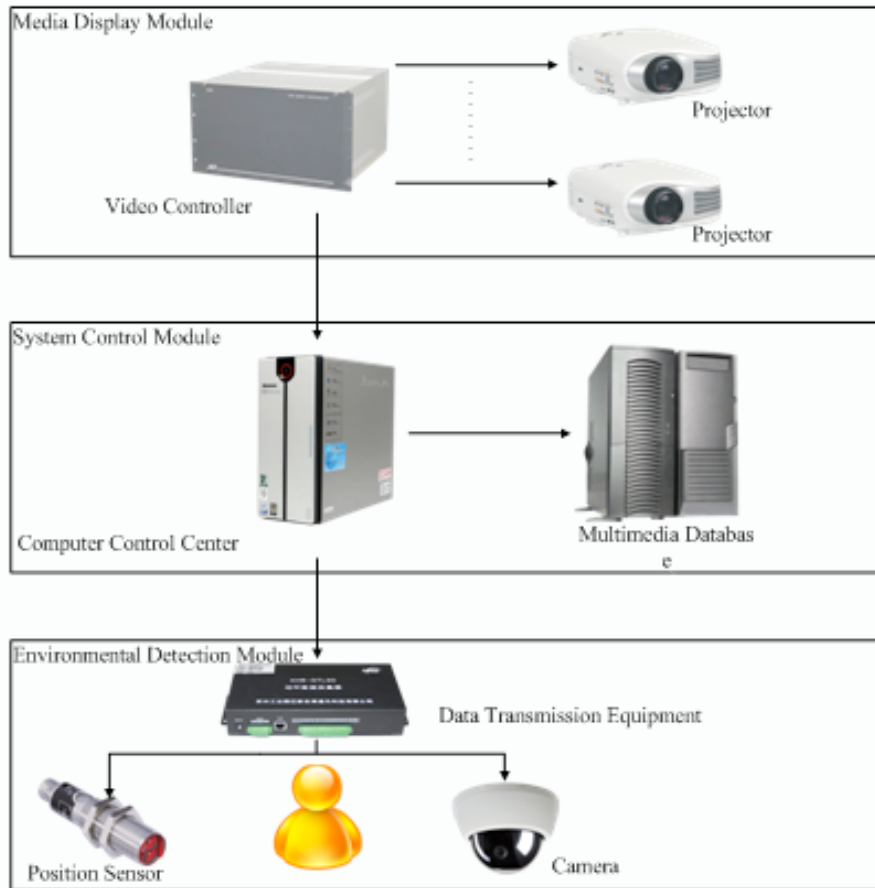 Media Display Module
Projector
Video Controller
Projector
System Control Module
Computer Control Center
Multimedia Databas
e
Environmental Detection Module
Data Transmission Equipment
Position Sensor
Camera